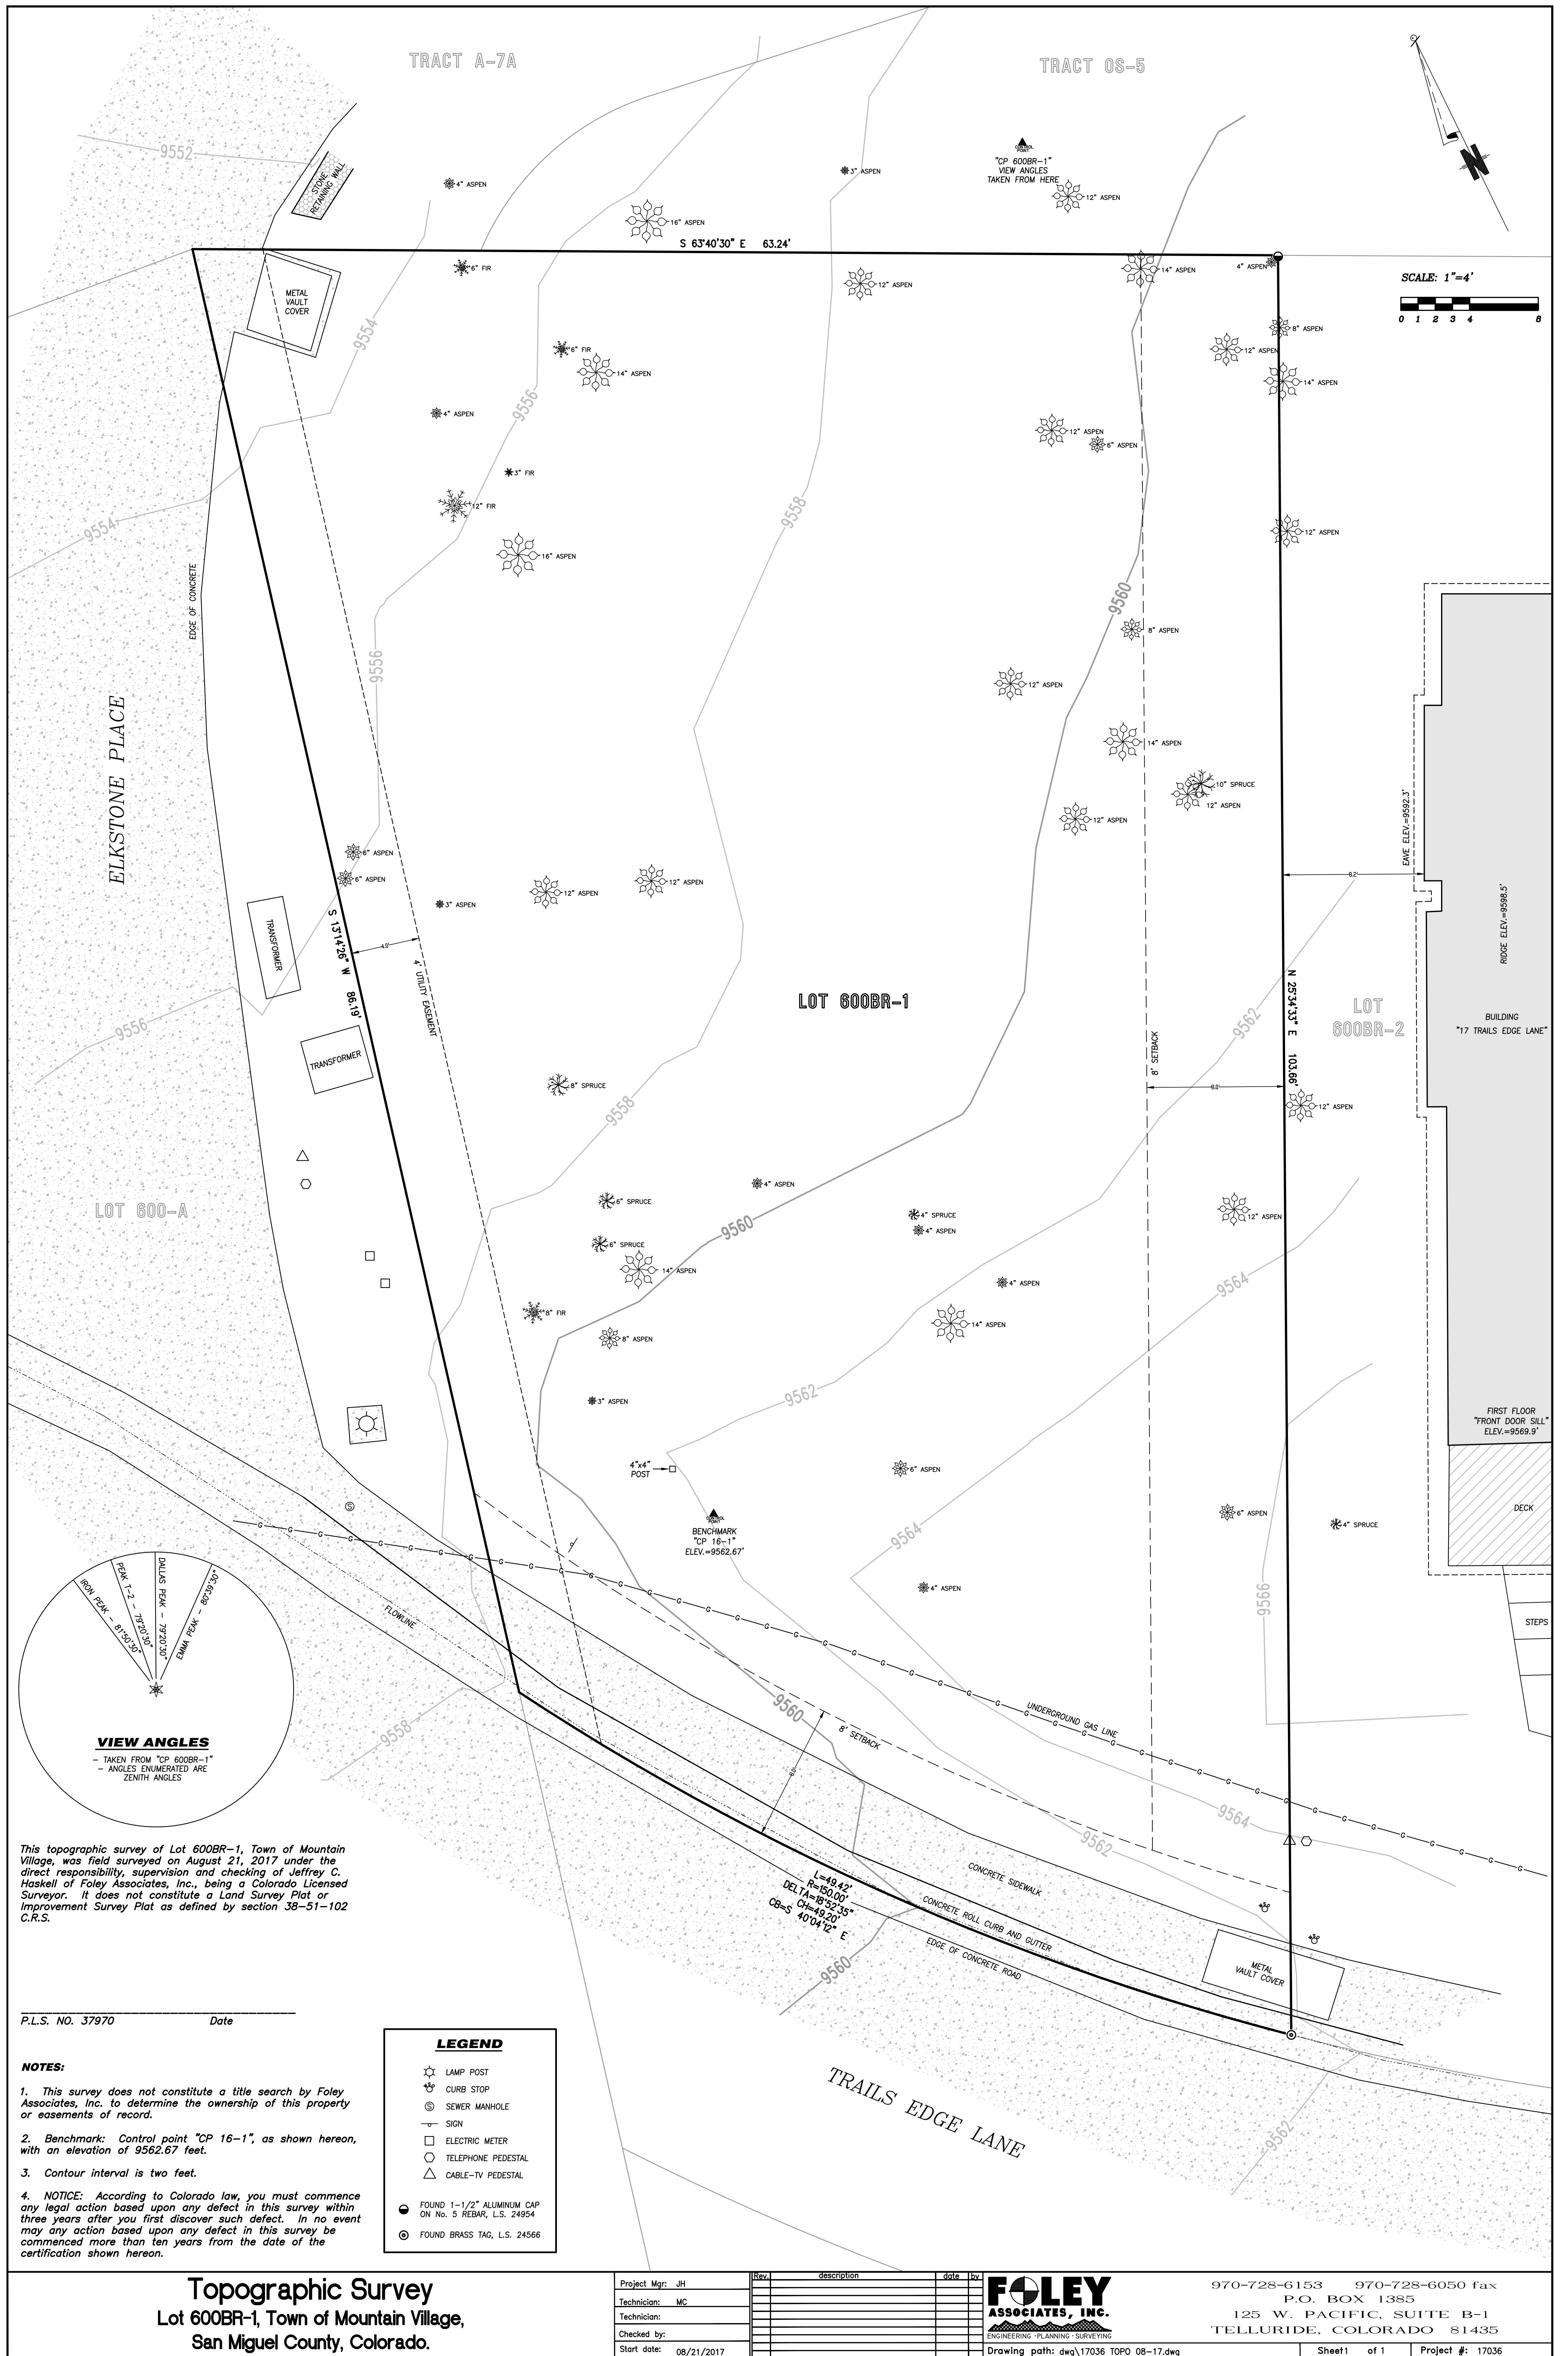 TRACT A-7A
TRACT OS-5
9552
STONE
RETANING WALL
4" ASPEN
3" ASPEN
"CP 600BR-1"
VIEW ANGLES
TAKEN FROM HERE
CONTROL
POINT
12" ASPEN
16" ASPEN
N
S 63°40'30" E 63.24'
6" FIR
14" ASPEN
4" ASPEN
12" ASPEN
METAL
VAULT
COVER
SCALE: 1"=4'
0 1 2 3 4 8
9554
8" ASPEN
6" FIR
12" ASPEN
14" ASPEN
14" ASPEN
9556
4" ASPEN
12" ASPEN
6" ASPEN
3" FIR
12" FIR
9558
9554
12" ASPEN
16" ASPEN
EDGE OF CONCRETE
9560
8" ASPEN
9556
12" ASPEN
ELKSTONE PLACE
14" ASPEN
10" SPRUCE
12" ASPEN
12" ASPEN
EAVE ELEV.=9592.3'
6" ASPEN
6" ASPEN
3" ASPEN
12" ASPEN
12" ASPEN
8.2'
RIDGE ELEV.=9598.5'
TRANSFORMER
S 13°14'26" W 86.19'
4.0'
4' UTILITY EASEMENT
LOT 600BR-1
N 25°34'33" E 103.66'
LOT
600BR-2
BUILDING
"17 TRAILS EDGE LANE"
9562
9556
8' SETBACK
TRANSFORMER
8" SPRUCE
8.0'
9558
12" ASPEN
4" ASPEN
6" SPRUCE
LOT 600-A
4" SPRUCE
4" ASPEN
12" ASPEN
9560
6" SPRUCE
14" ASPEN
4" ASPEN
9564
8" FIR
14" ASPEN
8" ASPEN
9562
3" ASPEN
FIRST FLOOR
"FRONT DOOR SILL"
ELEV.=9569.9'
4"x4"
POST
6" ASPEN
S
6" ASPEN
4" SPRUCE
DECK
CONTROL
POINT
BENCHMARK
"CP 16-1"
ELEV.=9562.67'
9564
G G G G G G G G G G G G G G G G G G G G G G G G G G G G G G G G G G G G G G G G G G G G
4" ASPEN
9566
STEPS
IRON PEAK - 81°50'30"
PEAK T-2 - 79°20'30"
DALLAS PEAK - 79°20'30"
EMMA PEAK - 80°39'30"
FLOWLINE
UNDERGROUND GAS LINE
9560
9558
8' SETBACK
8.0'
VIEW ANGLES
- TAKEN FROM "CP 600BR-1"
- ANGLES ENUMERATED ARE
ZENITH ANGLES
9564
9562
This topographic survey of Lot 600BR-1, Town of Mountain
Village, was field surveyed on August 21, 2017 under the
direct responsibility, supervision and checking of Jeffrey C.
Haskell of Foley Associates, Inc., being a Colorado Licensed
Surveyor. It does not constitute a Land Survey Plat or
Improvement Survey Plat as defined by section 38-51-102
C.R.S.
L=49.42'
R=150.00'
DELTA=18°52'35"
CH=49.20'
CB=S 40°04'12" E
CONCRETE SIDEWALK
CONCRETE ROLL CURB AND GUTTER
EDGE OF CONCRETE ROAD
9560
METAL
VAULT COVER
P.L.S. NO. 37970 Date
TRAILS EDGE LANE
9562
NOTES:
1. This survey does not constitute a title search by Foley
Associates, Inc. to determine the ownership of this property
or easements of record.
2. Benchmark: Control point "CP 16-1", as shown hereon,
with an elevation of 9562.67 feet.
3. Contour interval is two feet.
4. NOTICE: According to Colorado law, you must commence
any legal action based upon any defect in this survey within
three years after you first discover such defect. In no event
may any action based upon any defect in this survey be
commenced more than ten years from the date of the
certification shown hereon.
LEGEND
LAMP POST
CURB STOP
S SEWER MANHOLE
SIGN
ELECTRIC METER
TELEPHONE PEDESTAL
CABLE-TV PEDESTAL
FOUND 1-1/2" ALUMINUM CAP
ON No. 5 REBAR, L.S. 24954
FOUND BRASS TAG, L.S. 24566
Topographic Survey
Lot 600BR-1, Town of Mountain Village,
San Miguel County, Colorado.
Project Mgr: JH
Technician: MC
Technician:
Checked by:
Start date: 08/21/2017
Rev. description date by
FOLEY
ASSOCIATES, INC.
ENGINEERING · PLANNING · SURVEYING
970-728-6153 970-728-6050 fax
P.O. BOX 1385
125 W. PACIFIC, SUITE B-1
TELLURIDE, COLORADO 81435
Drawing path: dwg\17036 TOPO 08-17.dwg
Sheet1 of 1
Project #: 17036